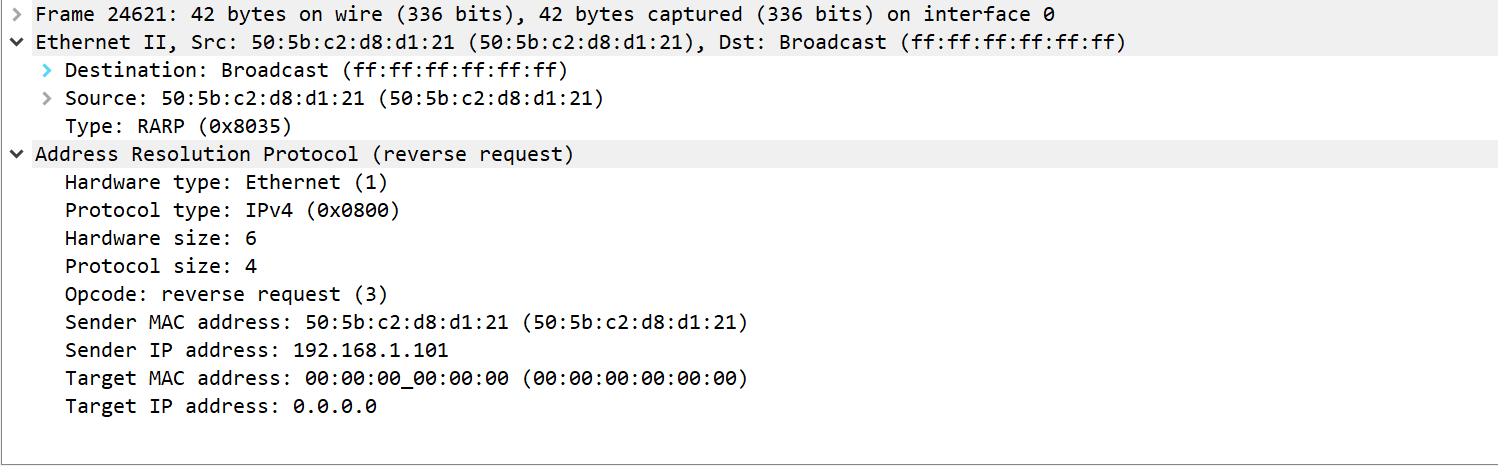 Frame 24621: 42 bytes on wire (336 bits), 42 bytes captured (336 bits) on interface 0
Ethernet II, Src: 50:5b:c2:d8:d1:21 (50:5b:c2:d8:d1:21), Dst: Broadcast (ff:ff:ff:ff:ff:ff)
Destination: Broadcast (ff:ff:ff:ff:ff:ff)
Source: 50:5b:c2:d8:d1:21 (50:5b:c2:d8:d1:21)
Type: RARP (0x8035)
Address Resolution Protocol (reverse request)
Hardware type: Ethernet (1)
Protocol type: IPv4 (0x0800)
Hardware size: 6
Protocol size: 4
Opcode: reverse request (3)
Sender MAC address: 50:5b:c2:d8:d1:21 (50:5b:c2:d8:d1:21)
Sender IP address: 192.168.1.101
Target MAC address: 00:00:00_00:00:00 (00:00:00:00:00:00)
Target IP address: 0.0.0.0